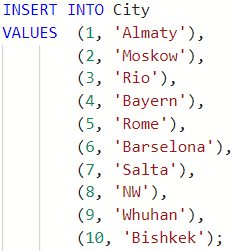 INSERT INTO City
VALUES (1, 'Almaty'),
(2, 'Moskow'),
(3, 'Rio'),
(4, 'Bayern'),
(5, 'Rome'),
(6, 'Barselona'),
(7, 'Salta'),
(8, 'NW'),
(9, 'Whuhan'),
(10, 'Bishkek');